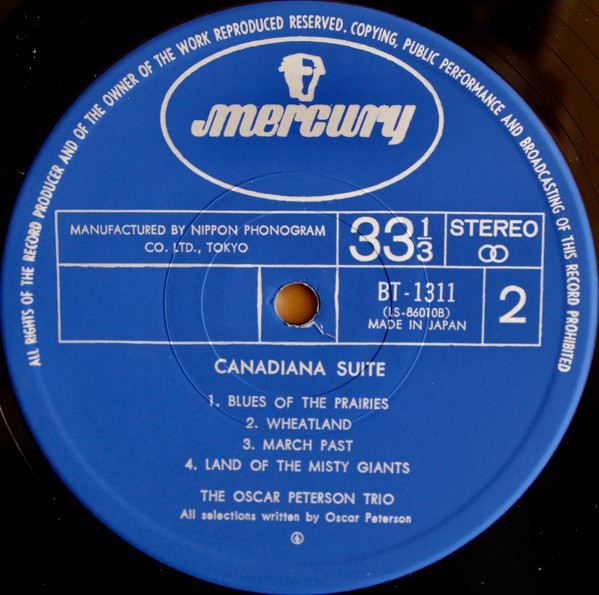 ALL RIGHTS OF THE RECORD PRODUCER AND OF THE OWNER OF THE WORK REPRODUCED RESERVED. COPYING, PUBLIC PERFORMANCE AND BROADCASTING OF THIS RECORD PROHIBITED
mercury
MANUFACTURED BY NIPPON PHONOGRAM
CO. LTD., TOKYO
33 1/3
STEREO
BT-1311
(LS-86010B)
MADE IN JAPAN
2
CANADIANA SUITE
1. BLUES OF THE PRAIRIES
2. WHEATLAND
3. MARCH PAST
4. LAND OF THE MISTY GIANTS
THE OSCAR PETERSON TRIO
All selections written by Oscar Peterson